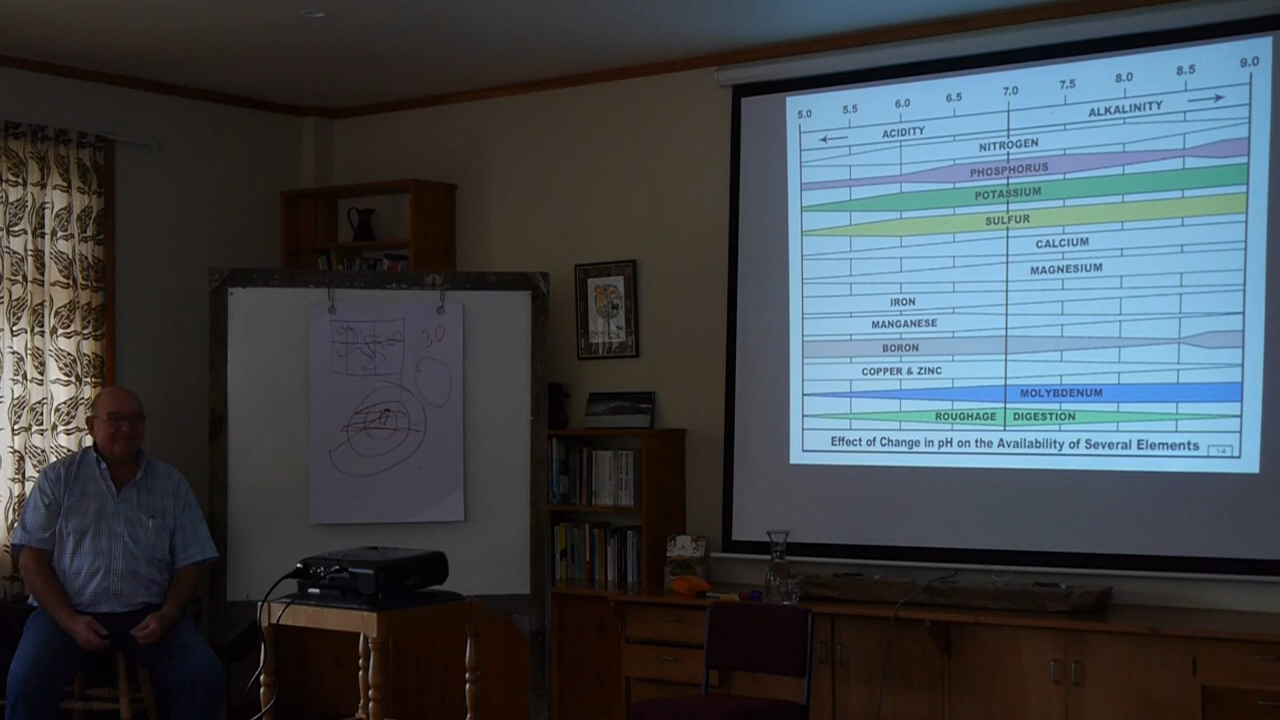 30
5.0 5.5 6.0 6.5 7.0 7.5 8.0 8.5 9.0
ACIDITY ALKALINITY
NITROGEN
PHOSPHORUS
POTASSIUM
SULFUR
CALCIUM
MAGNESIUM
IRON
MANGANESE
BORON
COPPER & ZINC
MOLYBDENUM
ROUGHAGE DIGESTION
Effect of Change in pH on the Availability of Several Elements 14